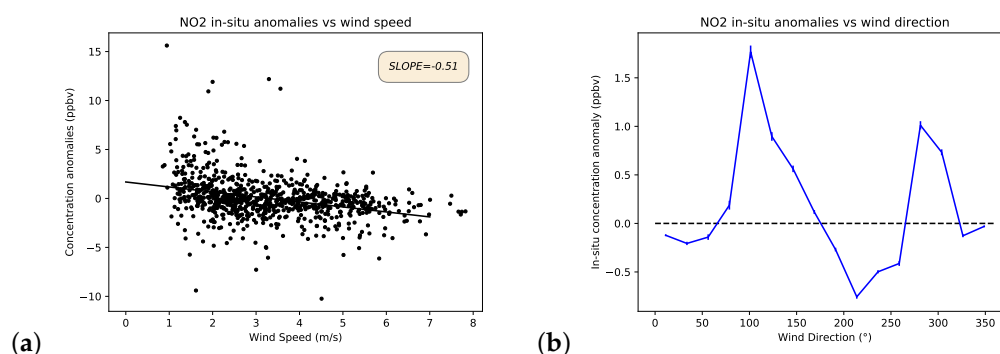 NO2 in-situ anomalies vs wind speed
SLOPE=-0.51
Concentration anomalies (ppbv)
15
10
5
0
−5
−10
0 1 2 3 4 5 6 7 8
Wind Speed (m/s)
(a)
NO2 in-situ anomalies vs wind direction
In-situ concentration anomaly (ppbv)
1.5
1.0
0.5
0.0
−0.5
0 50 100 150 200 250 300 350
Wind Direction (°)
(b)